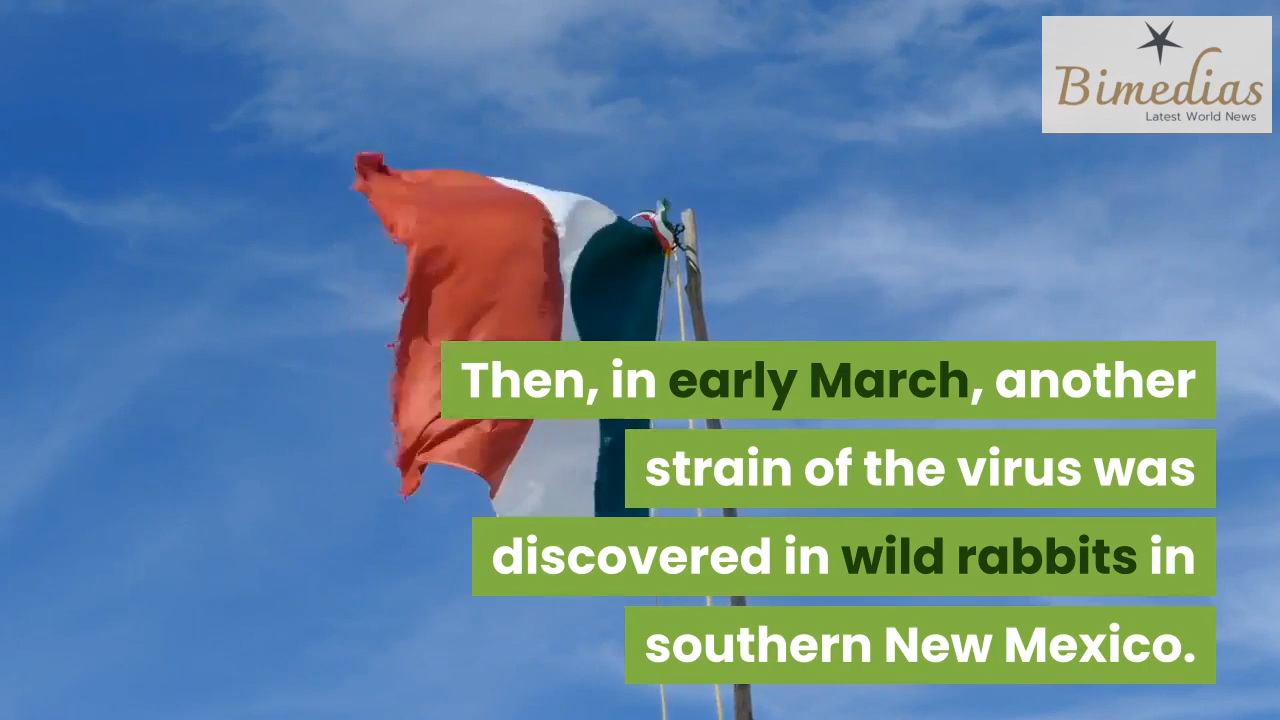 Bimedias
Latest World News
Then, in early March, another
strain of the virus was
discovered in wild rabbits in
southern New Mexico.